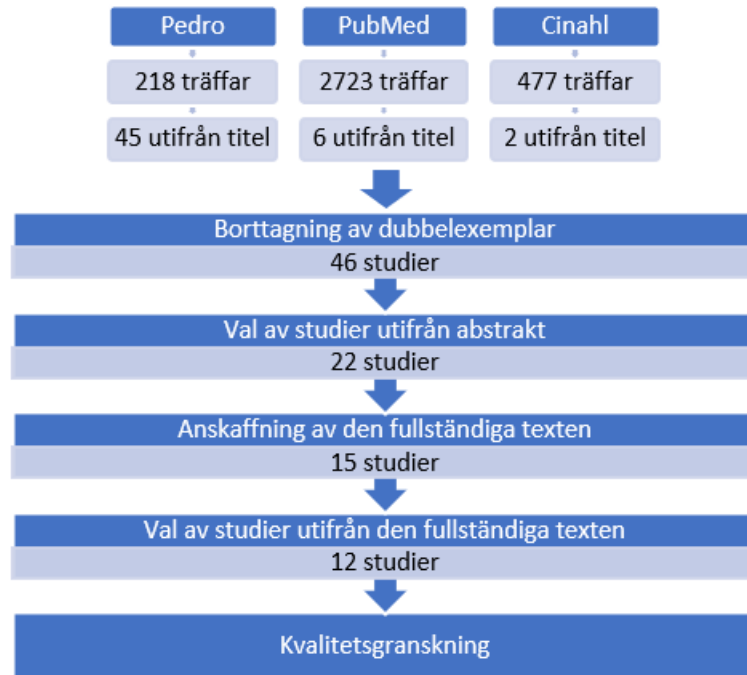 Pedro
PubMed
Cinahl
218 träffar
2723 träffar
477 träffar
45 utifrån titel
6 utifrån titel
2 utifrån titel
Borttagning av dubbelexemplar
46 studier
Val av studier utifrån abstrakt
22 studier
Anskaffning av den fullständiga texten
15 studier
Val av studier utifrån den fullständiga texten
12 studier
Kvalitetsgranskning